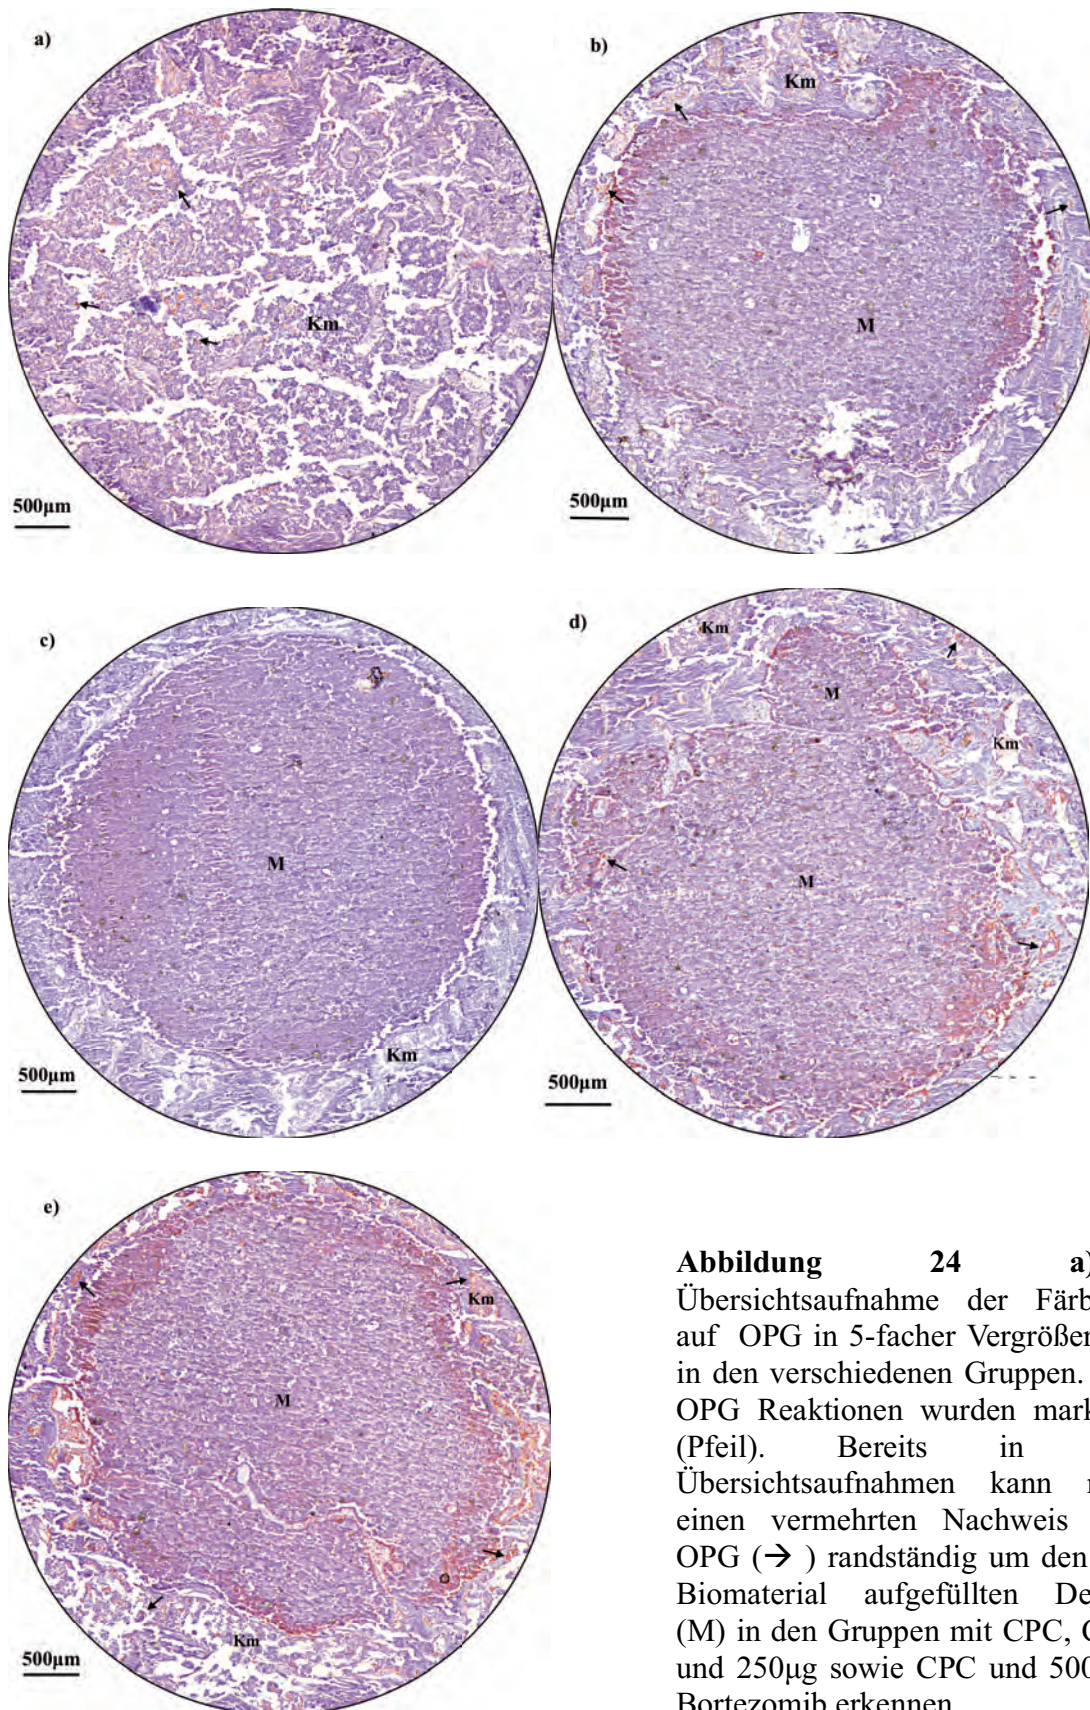 a)
Km
500µm
b)
Km
M
500µm
c)
M
Km
500µm
d)
Km
M
Km
M
500µm
e)
Km
M
Km
500µm
Abbildung 24 a)
Übersichtsaufnahme der Färb
auf OPG in 5-facher Vergrößer
in den verschiedenen Gruppen.
OPG Reaktionen wurden mark
(Pfeil). Bereits in
Übersichtsaufnahmen kann
einen vermehrten Nachweis
OPG (→ ) randständig um den
Biomaterial aufgefüllten De
(M) in den Gruppen mit CPC,
und 250µg sowie CPC und 500
Bortezomib erkennen